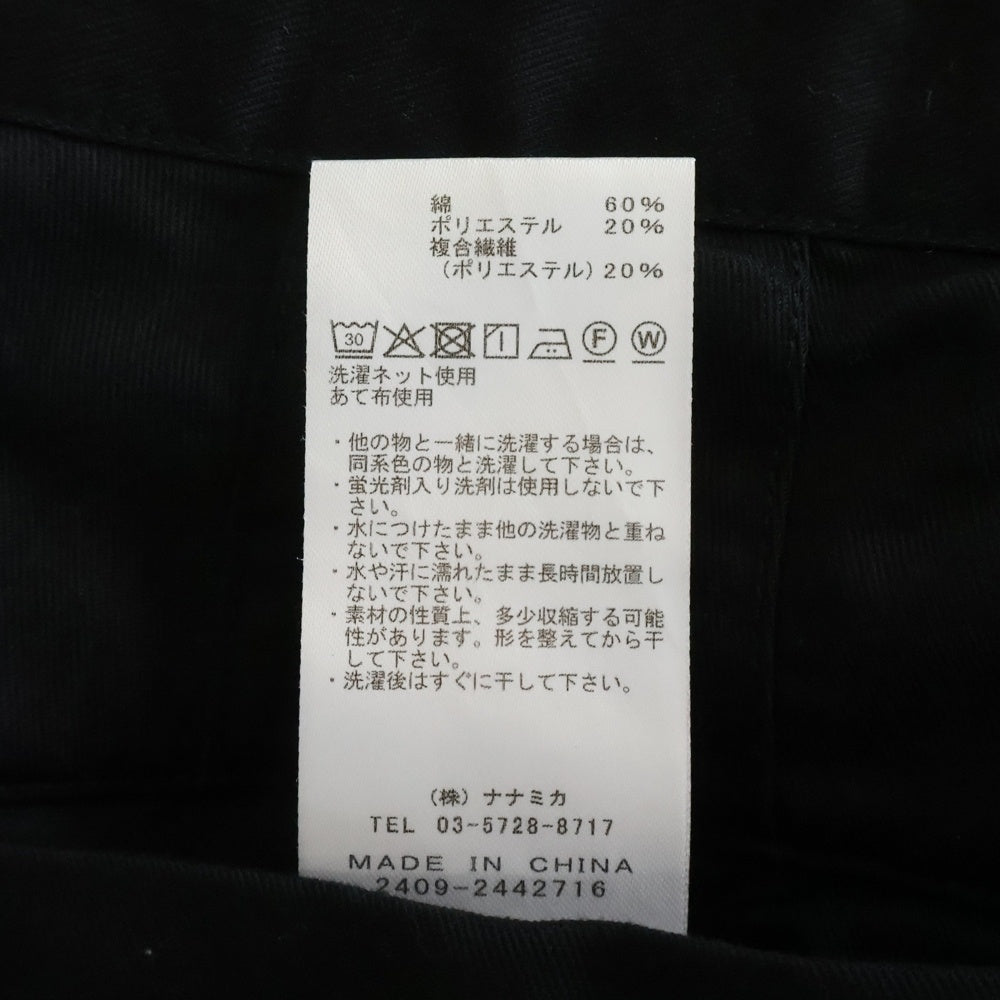 綿 60%
ポリエステル 20%
複合繊維
(ポリエステル) 20%
30 F W
洗濯ネット使用
あて布使用
・他の物と一緒に洗濯する場合は、
同系色の物と洗濯して下さい。
・蛍光剤入り洗剤は使用しないで下
さい。
・水につけたまま他の洗濯物と重ね
ないで下さい。
・水や汗に濡れたまま長時間放置し
ないで下さい。
・素材の性質上、多少収縮する可能
性があります。形を整えてから干
して下さい。
・洗濯後はすぐに干して下さい。
(株) ナナミカ
TEL 03-5728-8717
MADE IN CHINA
2409-2442716